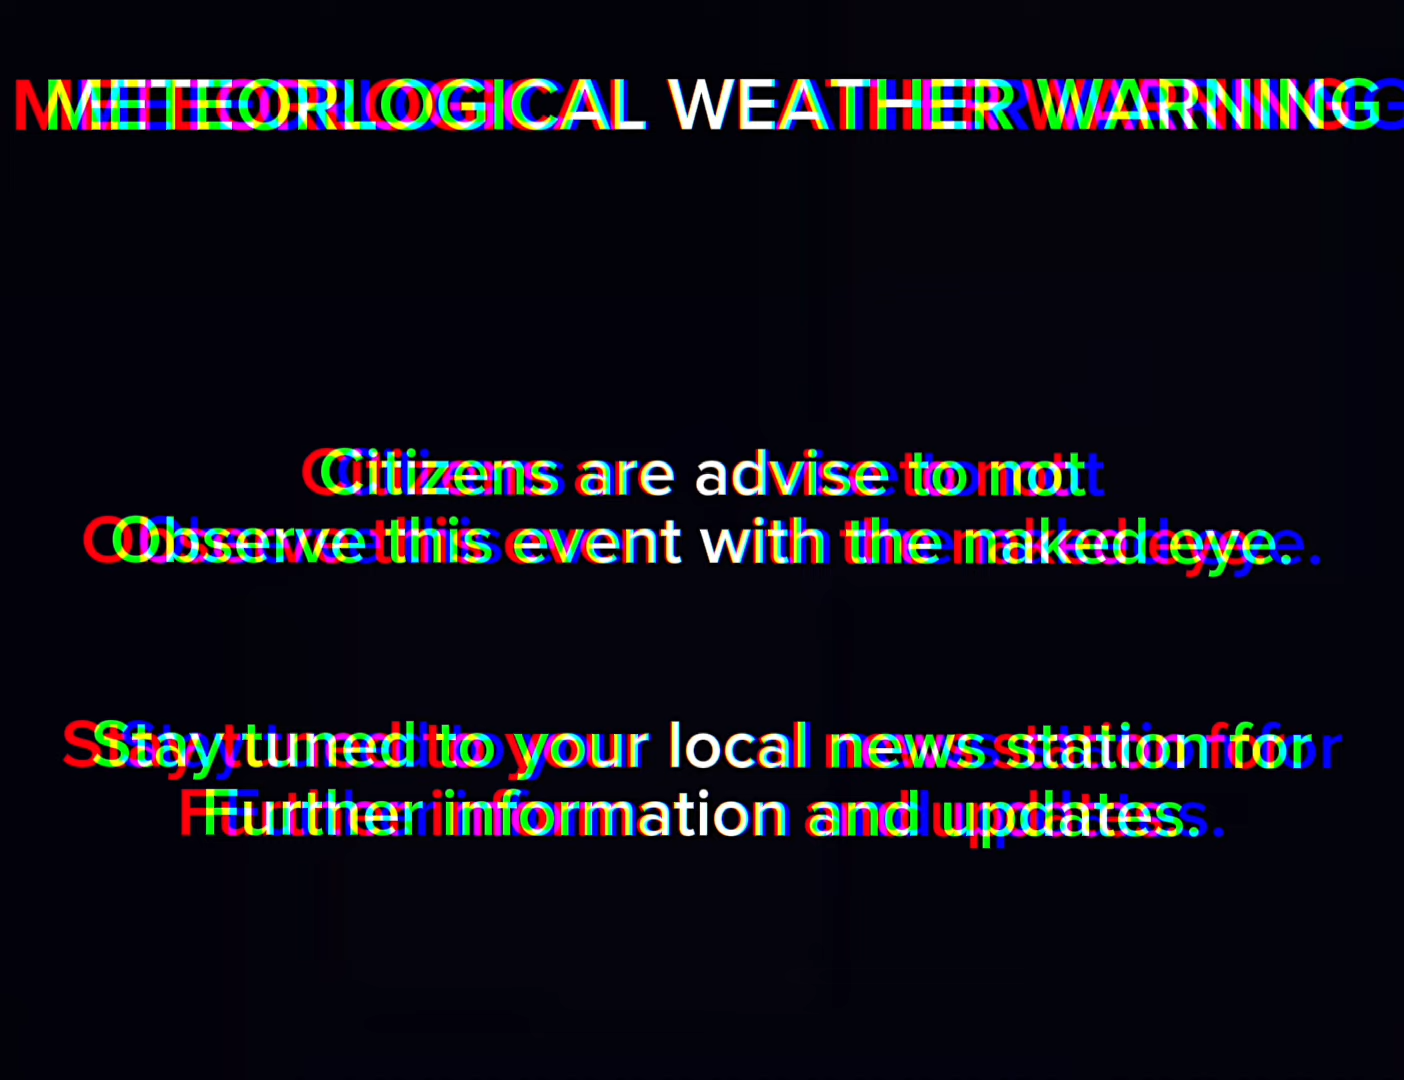 METEORLOGICAL WEATHER WARNING
Citizens are advise to not
Observe this event with the naked eye.
Stay tuned to your local news station for
Further information and updates.